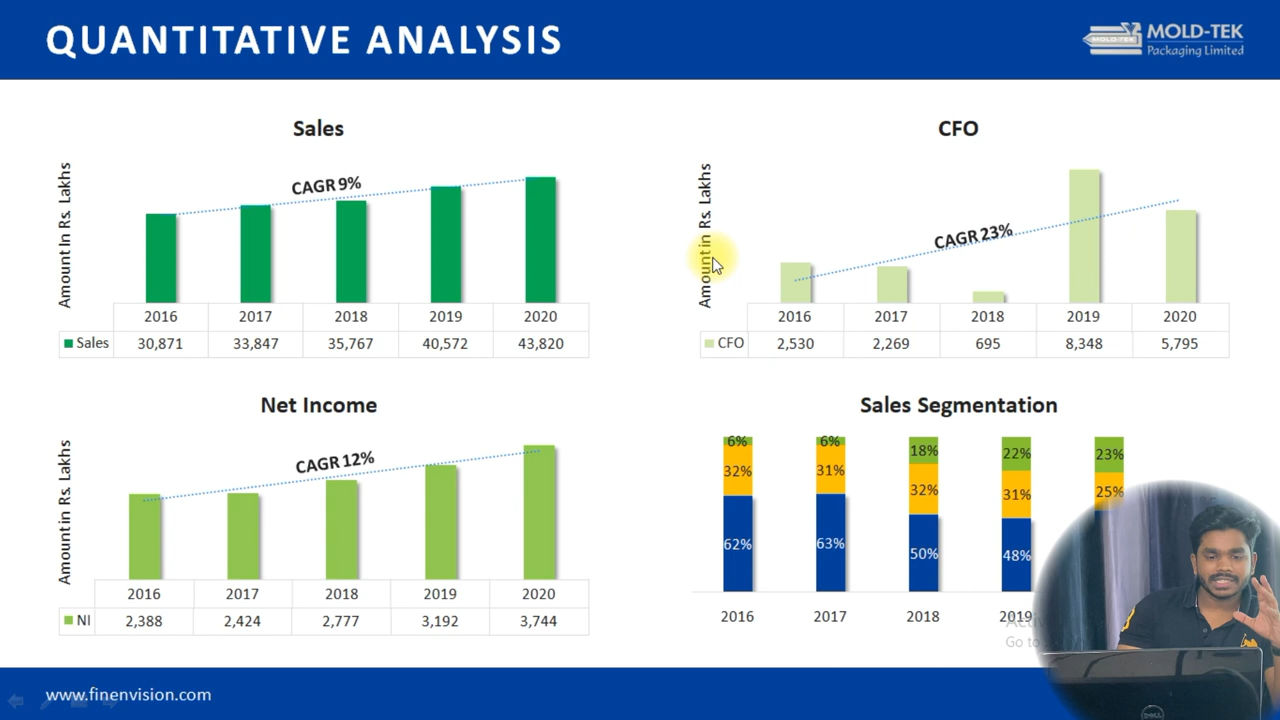 QUANTITATIVE ANALYSIS
MOLD-TEK
Packaging Limited
MOLD-TEK
Sales
Amount In Rs. Lakhs
CAGR 9%
2016 2017 2018 2019 2020
Sales 30,871 33,847 35,767 40,572 43,820
CFO
Amount in Rs. Lakhs
CAGR 23%
2016 2017 2018 2019 2020
CFO 2,530 2,269 695 8,348 5,795
Net Income
Amount in Rs. Lakhs
CAGR 12%
2016 2017 2018 2019 2020
NI 2,388 2,424 2,777 3,192 3,744
Sales Segmentation
6% 6% 18% 22% 23%
32% 31% 32% 31% 25%
62% 63% 50% 48%
2016 2017 2018 2019
Go to
www.finenvision.com
DELL